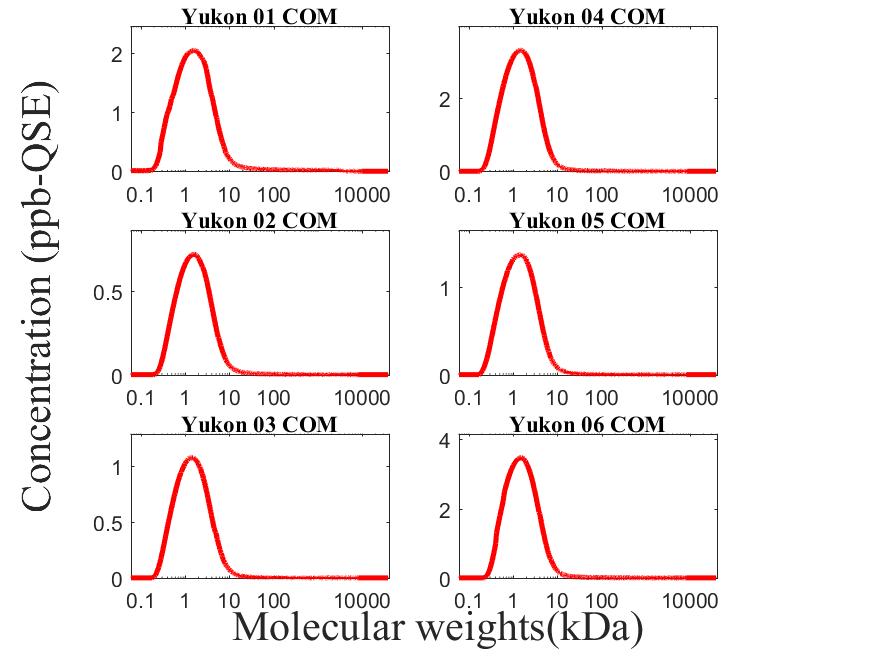 Yukon 01 COM
Yukon 04 COM
2
1
0
2
0
0.1 1 10 100 10000
0.1 1 10 100 10000
Yukon 02 COM
Yukon 05 COM
0.5
0
1
0
0.1 1 10 100 10000
0.1 1 10 100 10000
Yukon 03 COM
Yukon 06 COM
1
0.5
0
4
2
0
0.1 1 10 100 10000
0.1 1 10 100 10000
Concentration (ppb-QSE)
Molecular weights(kDa)